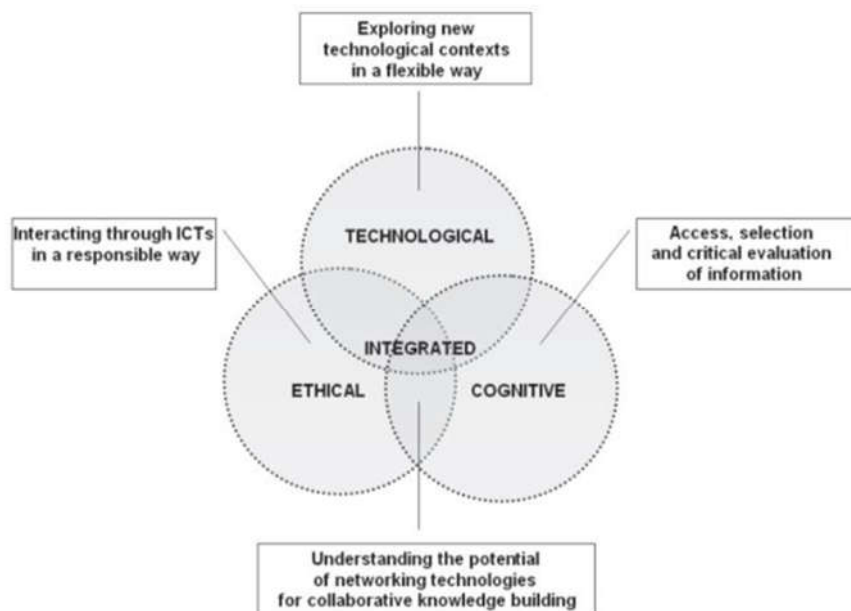 Exploring new
technological contexts
in a flexible way
TECHNOLOGICAL
Interacting through ICTs
in a responsible way
Access, selection
and critical evaluation
of information
INTEGRATED
ETHICAL
COGNITIVE
Understanding the potential
of networking technologies
for collaborative knowledge building